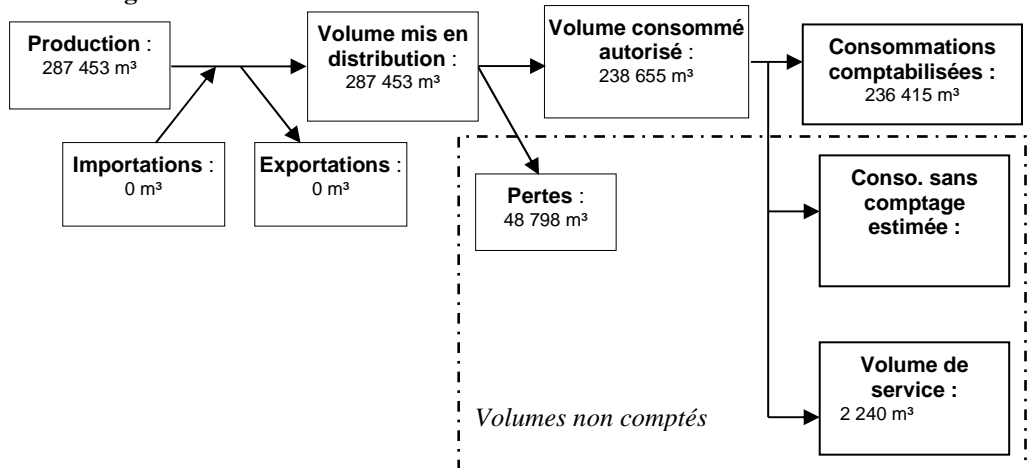 Production :
287 453 m³
Volume mis en
distribution :
287 453 m³
Volume consommé
autorisé :
238 655 m³
Consommations
comptabilisées :
236 415 m³
Importations :
0 m³
Exportations :
0 m³
Pertes :
48 798 m³
Conso. sans
comptage
estimée :
Volume de
service :
2 240 m³
Volumes non comptés